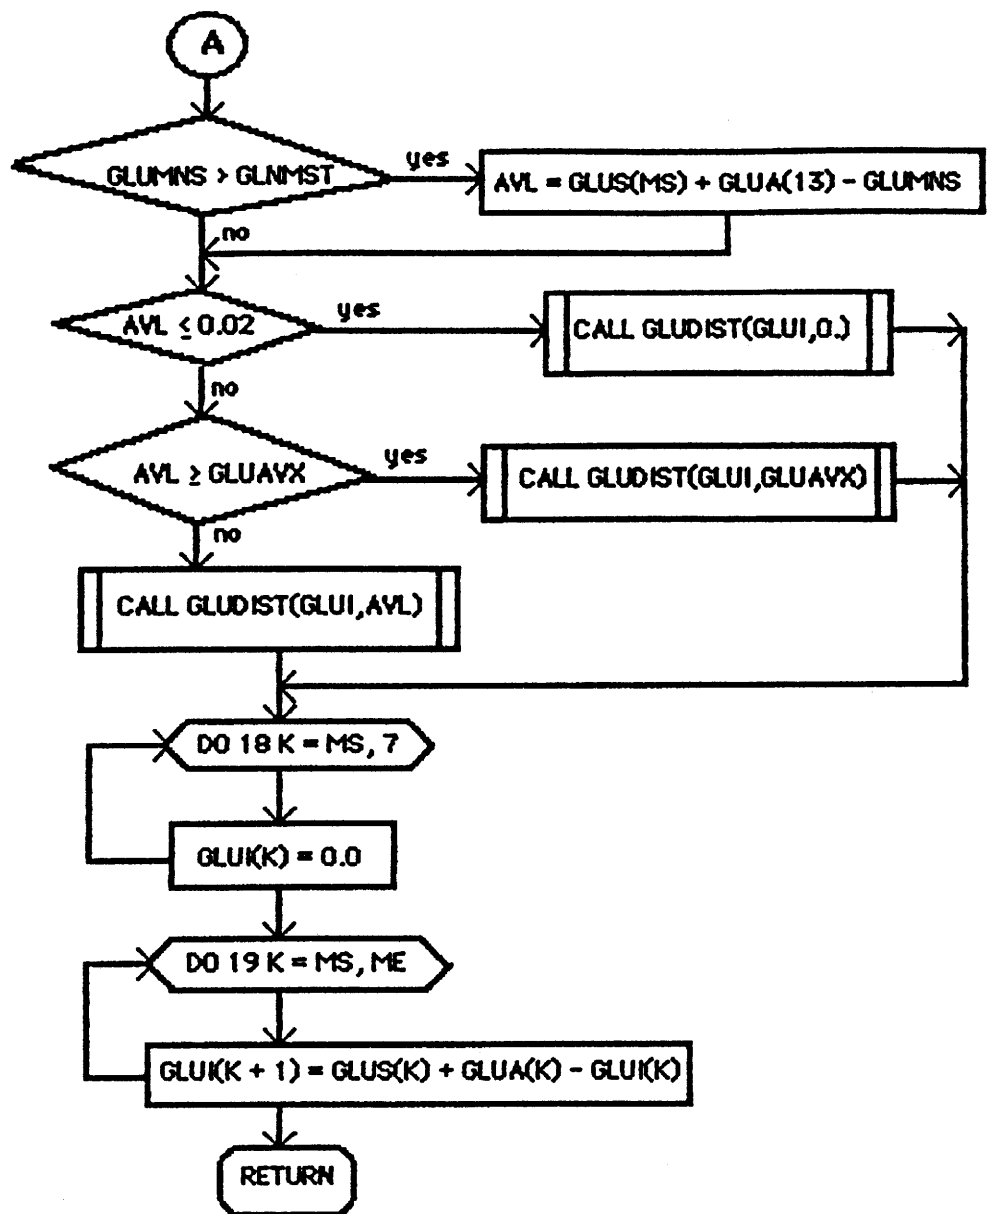 A
GLUMNS > GLNMST
yes
AVL = GLUS(MS) + GLUA(13) - GLUMNS
no
AVL ≤ 0.02
yes
CALL GLUDIST(GLUI,0.)
no
AVL ≥ GLUAVX
yes
CALL GLUDIST(GLUI,GLUAVX)
no
CALL GLUDIST(GLUI,AVL)
DO 18 K = MS, 7
GLUI(K) = 0.0
DO 19 K = MS, ME
GLUI(K + 1) = GLUS(K) + GLUA(K) - GLUI(K)
RETURN